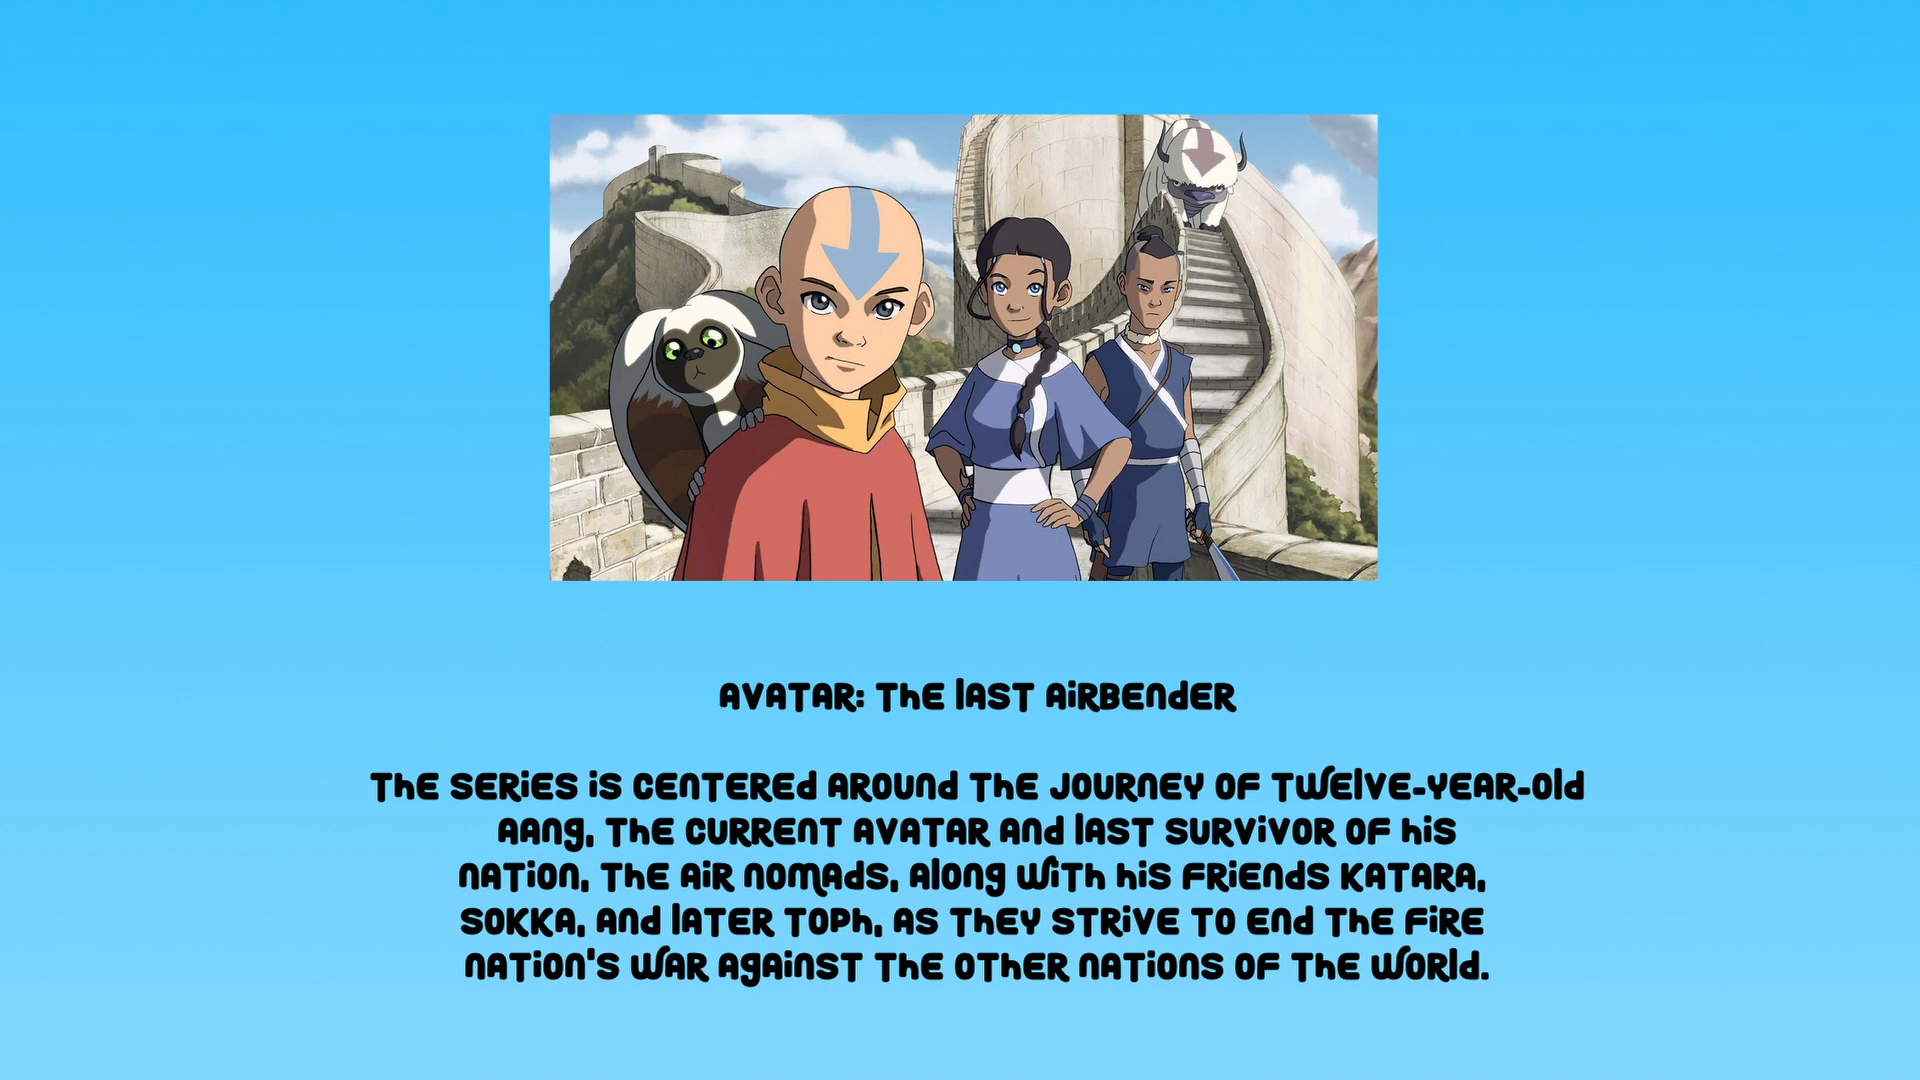 AVATAR: THE LAST AIRBENDER
THE SERIES IS CENTERED AROUND THE JOURNEY OF TWELVE-YEAR-OLD
AANG, THE CURRENT AVATAR AND LAST SURVIVOR OF HIS
NATION, THE AIR NOMADS, ALONG WITH HIS FRIENDS KATARA,
SOKKA, AND LATER TOPH, AS THEY STRIVE TO END THE FIRE
NATION'S WAR AGAINST THE OTHER NATIONS OF THE WORLD.